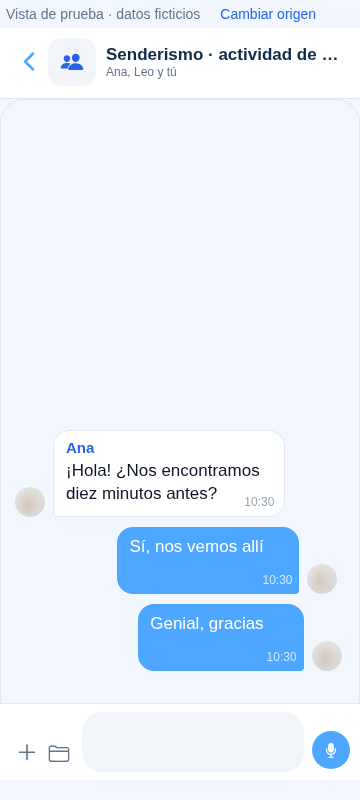 Vista de prueba · datos ficticios Cambiar origen
Senderismo · actividad de …
Ana, Leo y tú
Ana
¡Hola! ¿Nos encontramos
diez minutos antes?
10:30
Sí, nos vemos allí
10:30
Genial, gracias
10:30